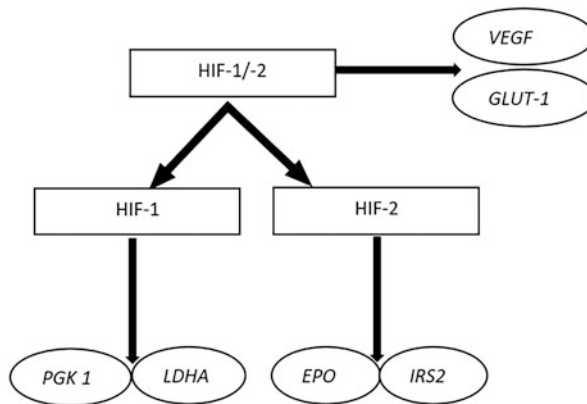 VEGF
HIF-1/-2
GLUT-1
HIF-1
HIF-2
PGK 1
LDHA
EPO
IRS2